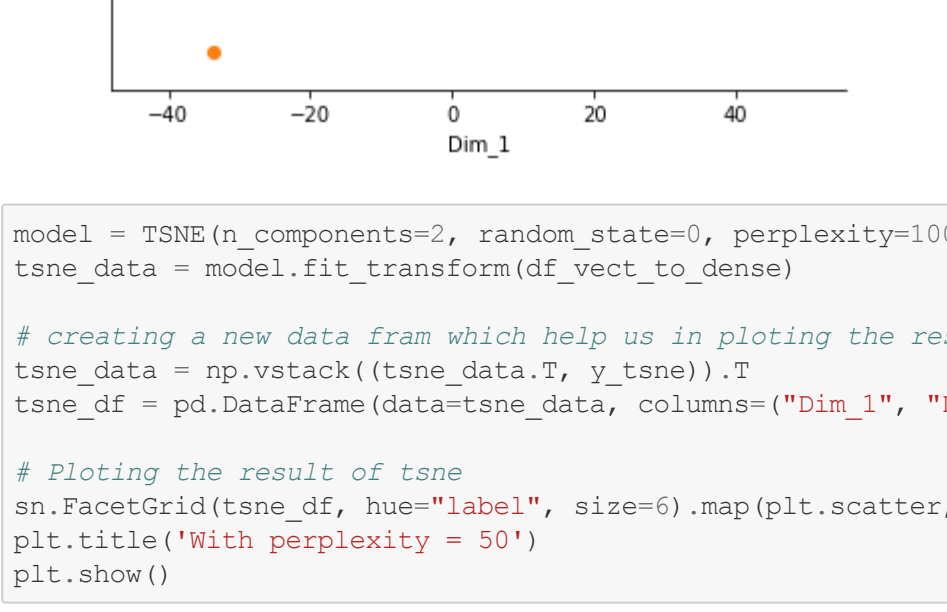 −40 −20 0 20 40
Dim_1
model = TSNE(n_components=2, random_state=0, perplexity=100
tsne_data = model.fit_transform(df_vect_to_dense)
# creating a new data fram which help us in ploting the res
tsne_data = np.vstack((tsne_data.T, y_tsne)).T
tsne_df = pd.DataFrame(data=tsne_data, columns=("Dim_1", "
# Ploting the result of tsne
sn.FacetGrid(tsne_df, hue="label", size=6).map(plt.scatter,
plt.title('With perplexity = 50')
plt.show()